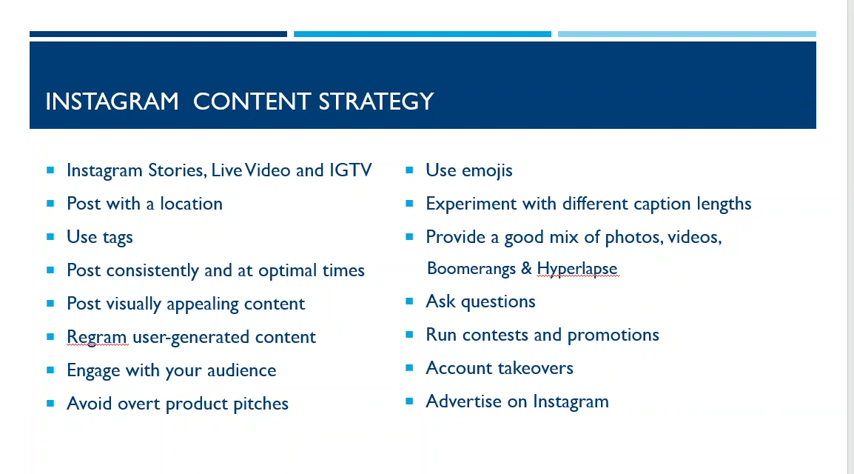 INSTAGRAM CONTENT STRATEGY
Instagram Stories, Live Video and IGTV
Post with a location
Use tags
Post consistently and at optimal times
Post visually appealing content
Regram user-generated content
Engage with your audience
Avoid overt product pitches
Use emojis
Experiment with different caption lengths
Provide a good mix of photos, videos,
Boomerangs & Hyperlapse
Ask questions
Run contests and promotions
Account takeovers
Advertise on Instagram